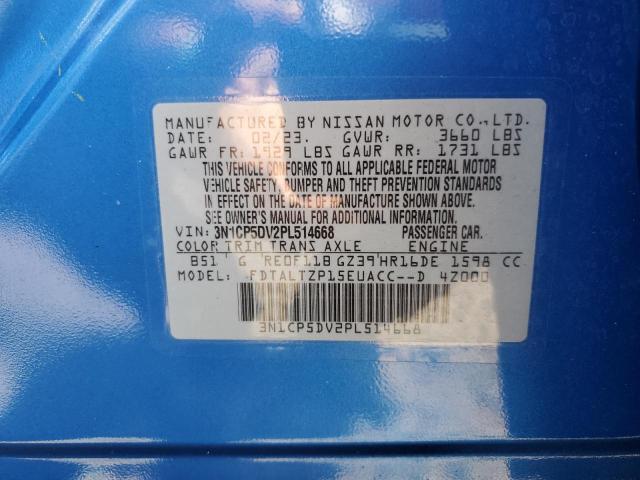 MANUFACTURED BY NISSAN MOTOR CO., LTD.
DATE: 02/23. GVWR: 3660 LBS
GAWR FR: 1929 LBS GAWR RR: 1731 LBS
THIS VEHICLE CONFORMS TO ALL APPLICABLE FEDERAL MOTOR
VEHICLE SAFETY, BUMPER AND THEFT PREVENTION STANDARDS
IN EFFECT ON THE DATE OF MANUFACTURE SHOWN ABOVE.
SEE OWNER'S MANUAL FOR ADDITIONAL INFORMATION.
VIN: 3N1CP5DV2PL514668 PASSENGER CAR.
COLOR TRIM TRANS AXLE ENGINE
B51 G RE0F11B GZ39 HR16DE 1598 CC
MODEL: FDTALTZP15EUACC--D 4Z000
3N1CP5DV2PL514668